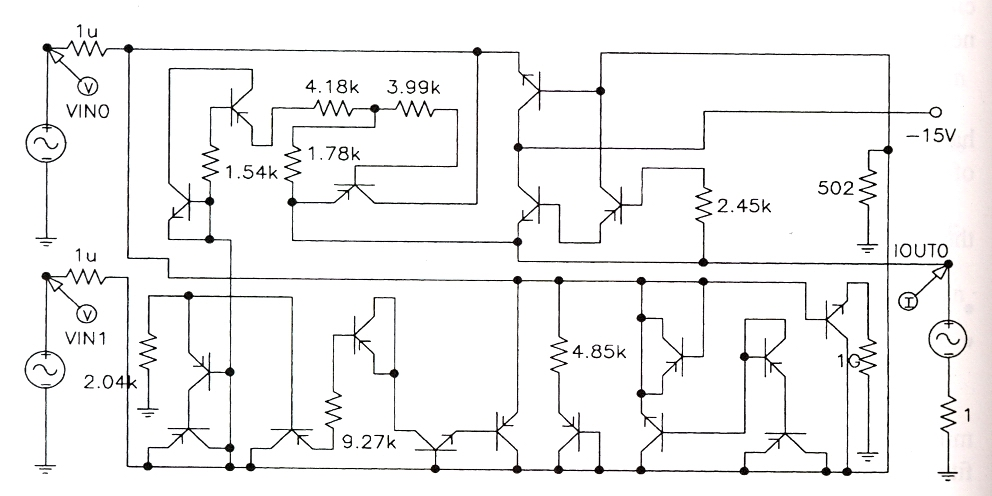 1u
V
VIN0
4.18k
3.99k
1.54k
1.78k
-15V
502
2.45k
IOUT0
I
1u
V
VIN1
2.04k
9.27k
4.85k
1G
1